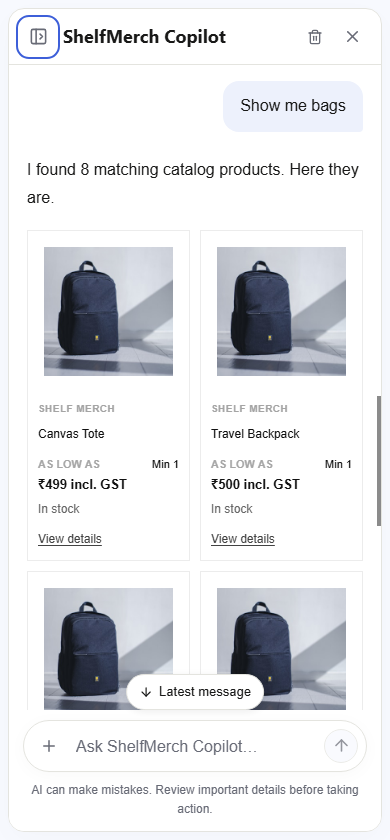 ShelfMerch Copilot
Show me bags
I found 8 matching catalog products. Here they
are.
SHELF MERCH
Canvas Tote
AS LOW AS Min 1
₹499 incl. GST
In stock
View details
SHELF MERCH
Travel Backpack
AS LOW AS Min 1
₹500 incl. GST
In stock
View details
Latest message
Ask ShelfMerch Copilot...
AI can make mistakes. Review important details before taking
action.